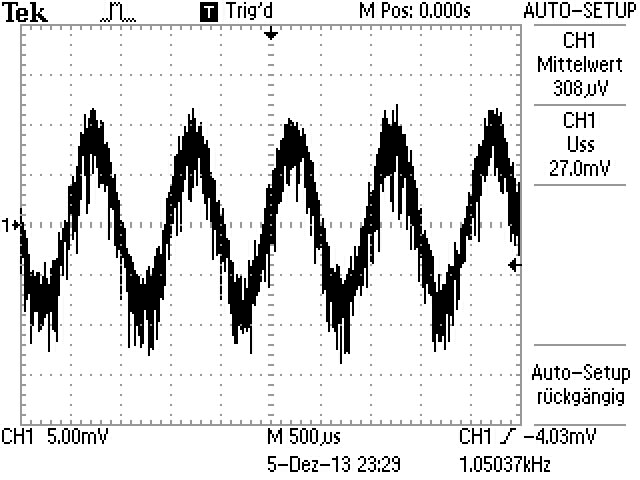 Tek
T Trig'd
M Pos: 0.000s
AUTO-SETUP
CH1
Mittelwert
308µV
CH1
Uss
27.0mV
1
Auto-Setup
rückgängig
CH1 5.00mV
M 500µs
CH1 -4.03mV
5-Dez-13 23:29
1.05037kHz